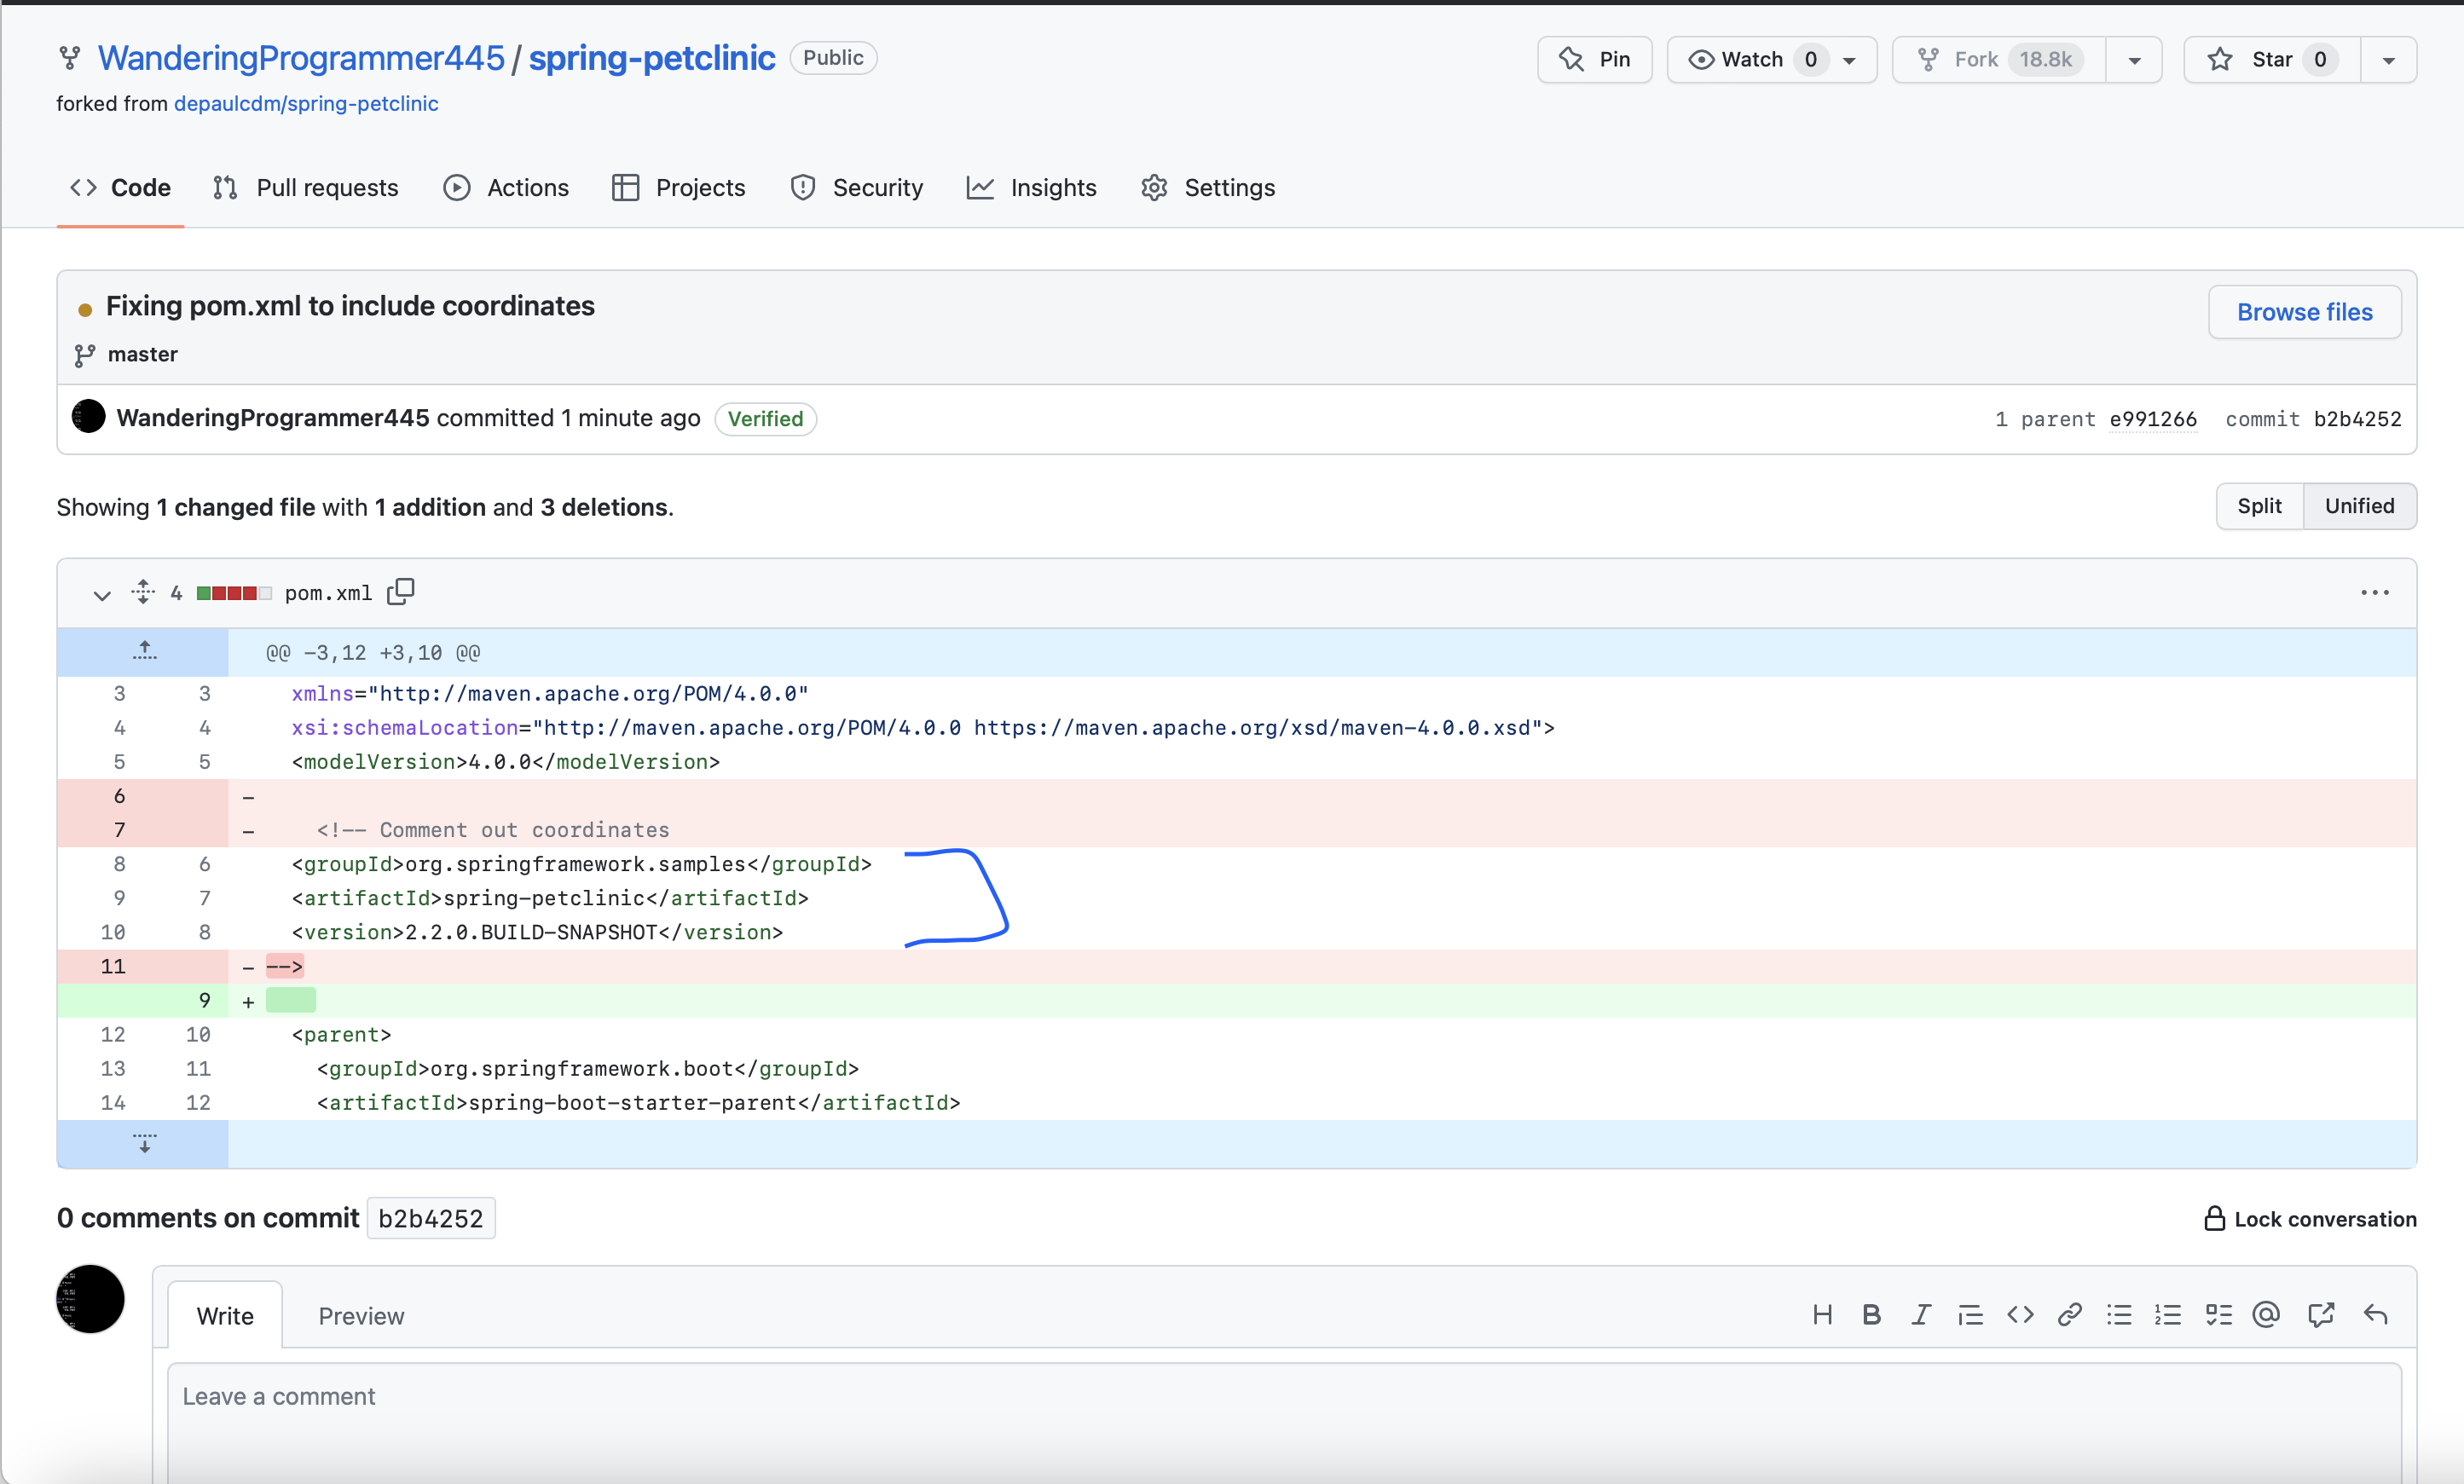 WanderingProgrammer445 / spring-petclinic Public Pin Watch 0 Fork 18.8k Star 0
forked from depaulcdm/spring-petclinic
Code Pull requests Actions Projects Security Insights Settings
Fixing pom.xml to include coordinates Browse files
master
WanderingProgrammer445 committed 1 minute ago Verified 1 parent e991266 commit b2b4252
Showing 1 changed file with 1 addition and 3 deletions. Split Unified
4 pom.xml
@@ -3,12 +3,10 @@
3 3 xmlns="http://maven.apache.org/POM/4.0.0"
4 4 xsi:schemaLocation="http://maven.apache.org/POM/4.0.0 https://maven.apache.org/xsd/maven-4.0.0.xsd">
5 5 <modelVersion>4.0.0</modelVersion>
6 -
7 - <!-- Comment out coordinates
8 6 <groupId>org.springframework.samples</groupId>
9 7 <artifactId>spring-petclinic</artifactId>
10 8 <version>2.2.0.BUILD-SNAPSHOT</version>
11 - -->
9 +
12 10 <parent>
13 11 <groupId>org.springframework.boot</groupId>
14 12 <artifactId>spring-boot-starter-parent</artifactId>
0 comments on commit b2b4252 Lock conversation
Write Preview
Leave a comment